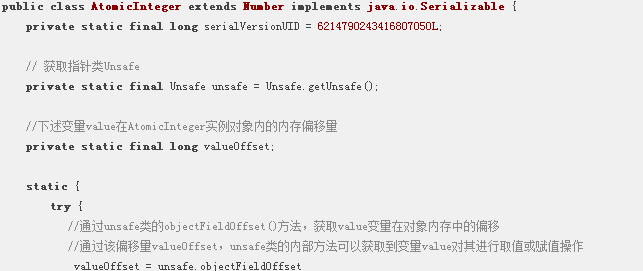 public class AtomicInteger extends Number implements java.io.Serializable {
private static final long serialVersionUID = 6214790243416807050L;
// 获取指针类Unsafe
private static final Unsafe unsafe = Unsafe.getUnsafe();
//下述变量value在AtomicInteger实例对象内的内存偏移量
private static final long valueOffset;
static {
try {
//通过unsafe类的objectFieldOffset()方法，获取value变量在对象内存中的偏移
//通过该偏移量valueOffset，unsafe类的内部方法可以获取到变量value对其进行取值或赋值操作
valueOffset = unsafe.objectFieldOffset